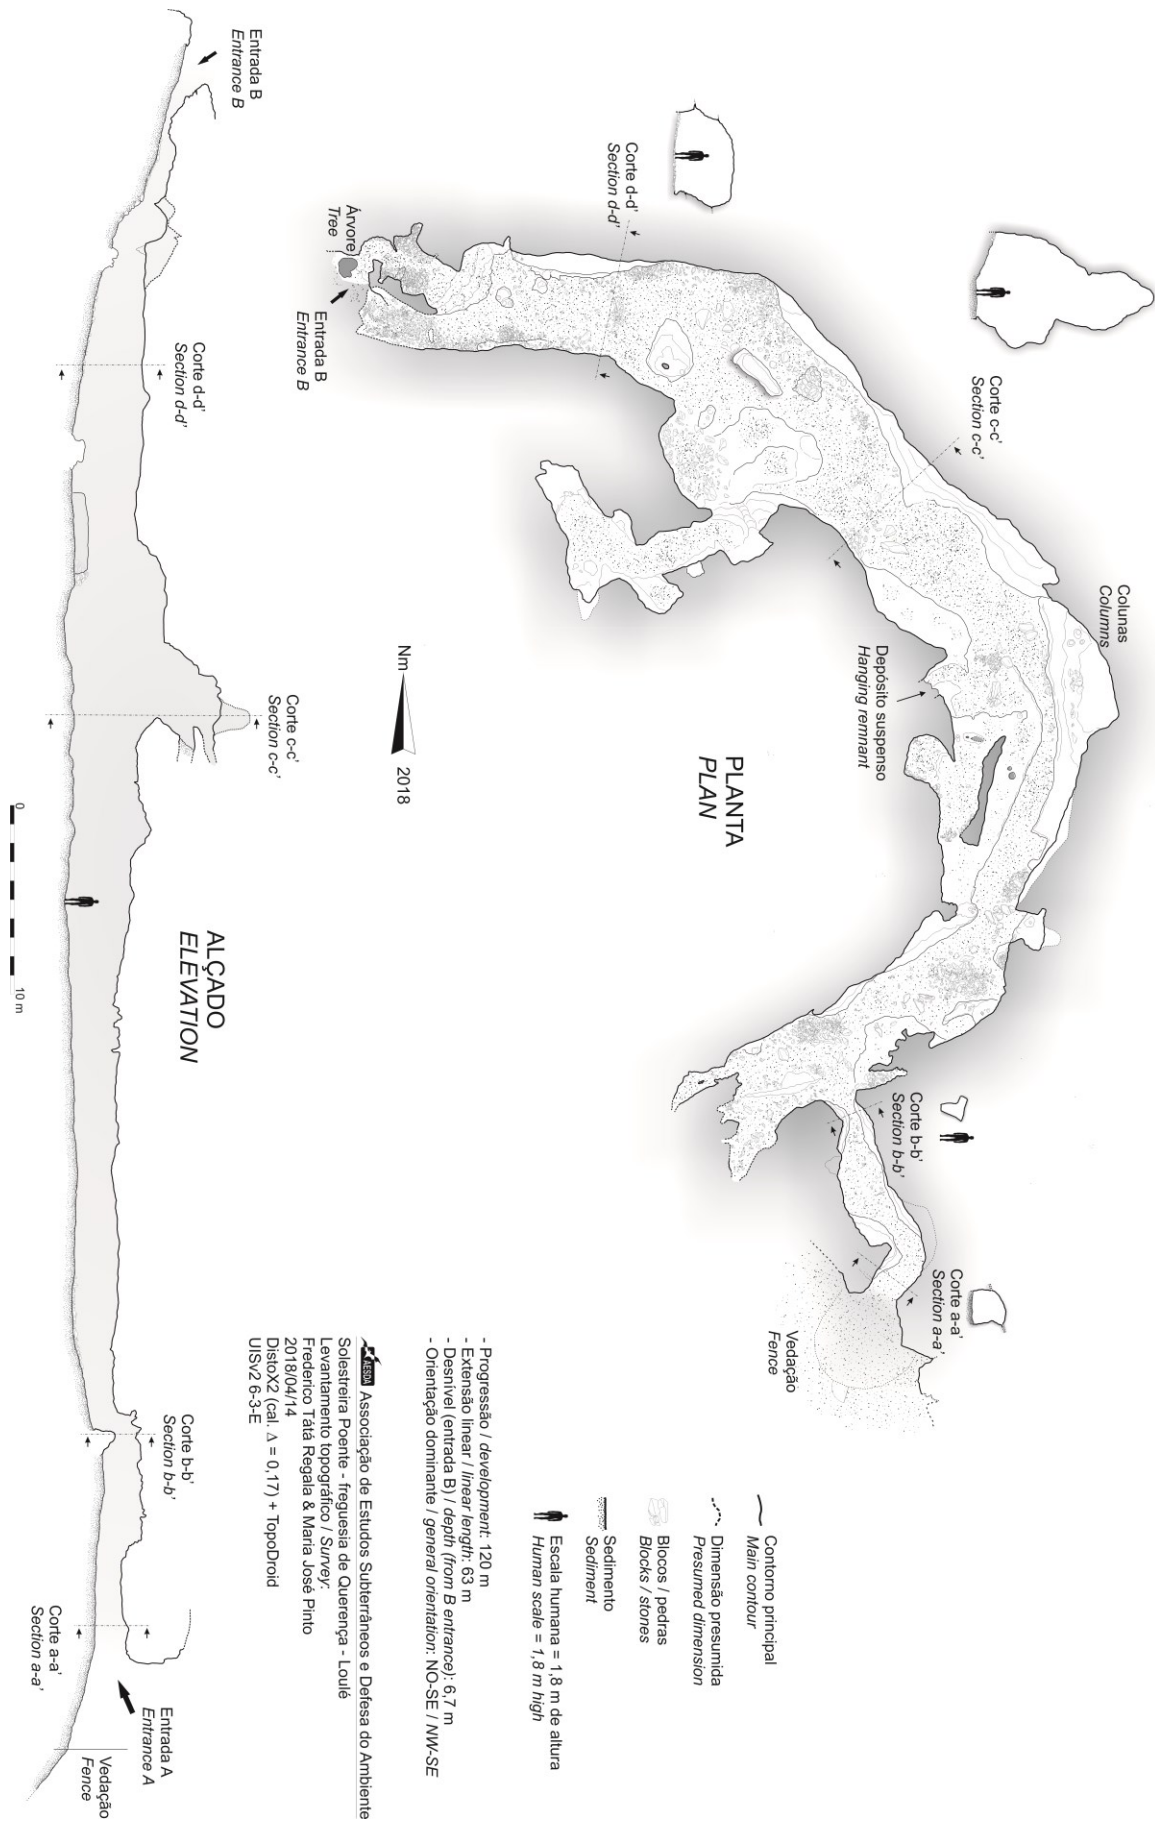 Entrada B
Entrance B
Corte d-d'
Section d-d'
Corte c-c'
Section c-c'
Corte b-b'
Section b-b'
Corte a-a'
Section a-a'
Entrada A
Entrance A
Vedação
Fence
ALÇADO
ELEVATION
0
10 m
Árvore
Tree
Entrada B
Entrance B
Corte d-d'
Section d-d'
Corte c-c'
Section c-c'
Colunas
Columns
Depósito suspenso
Hanging remnant
Nm
2018
PLANTA
PLAN
Corte b-b'
Section b-b'
Corte a-a'
Section a-a'
Vedação
Fence
Contorno principal
Main contour
Dimensão presumida
Presumed dimension
Blocos / pedras
Blocks / stones
Sedimento
Sediment
Escala humana = 1,8 m de altura
Human scale = 1,8 m high
- Progressão / development: 120 m
- Extensão linear / linear length: 63 m
- Desnível (entrada B) / depth (from B entrance): 6,7 m
- Orientação dominante / general orientation: NO-SE / NW-SE
AESDA Associação de Estudos Subterrâneos e Defesa do Ambiente
Solestreira Poente - freguesia de Querença - Loulé
Levantamento topográfico / Survey:
Frederico Tátá Regala & Maria José Pinto
2018/04/14
DistoX2 (cal. Δ = 0,17) + TopoDroid
UISv2 6-3-E